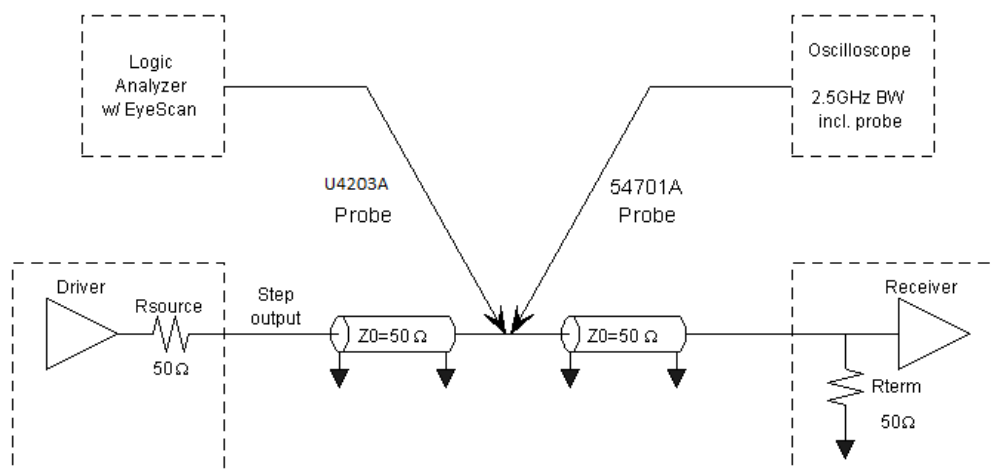 Logic
Analyzer
w/ EyeScan
Oscilloscope
2.5GHz BW
incl. probe
U4203A
Probe
54701A
Probe
Driver
Rsource
50Ω
Step
output
Z0=50 Ω
Z0=50 Ω
Receiver
Rterm
50Ω